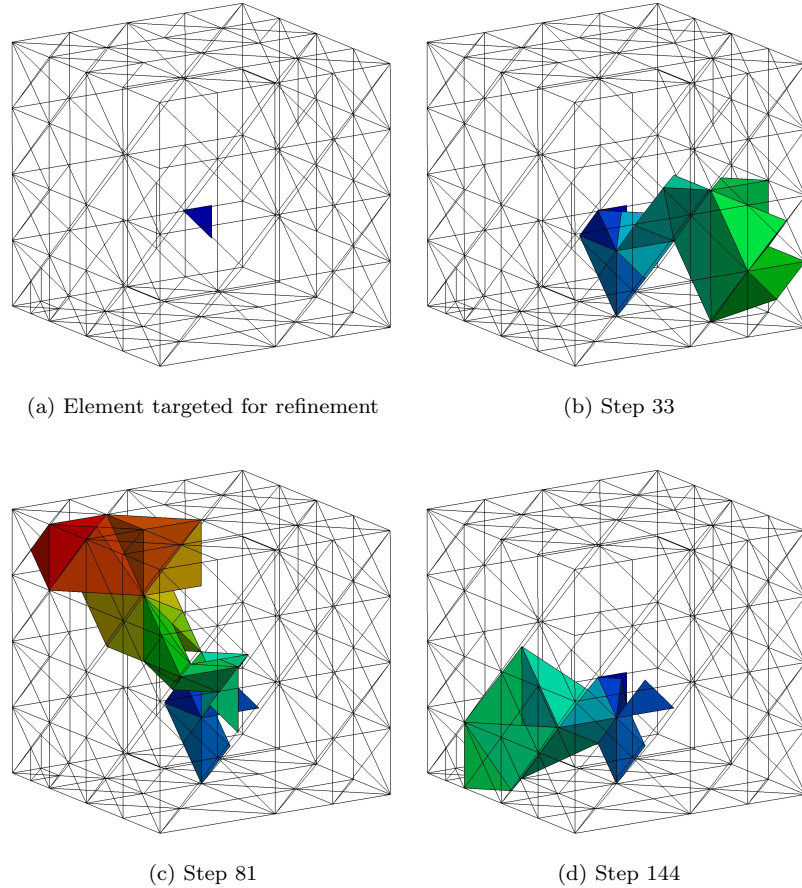 (a) Element targeted for refinement
(b) Step 33
(c) Step 81
(d) Step 144